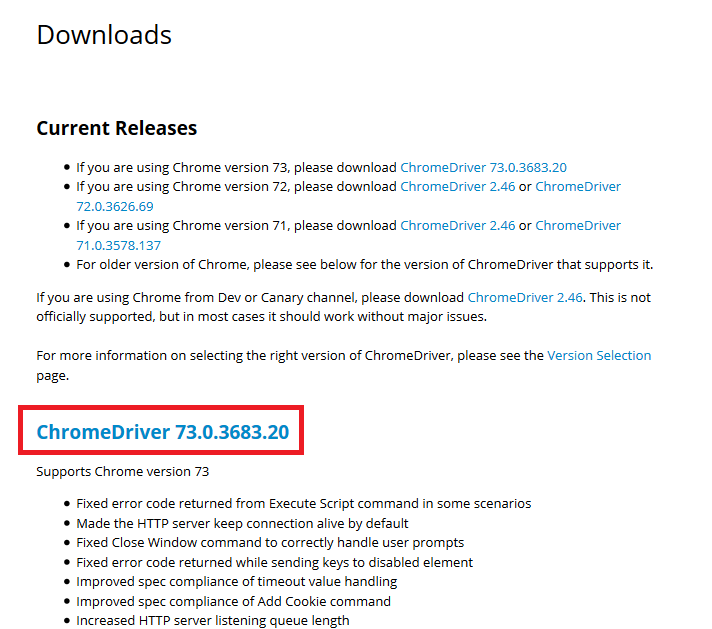 Downloads
Current Releases
• If you are using Chrome version 73, please download ChromeDriver 73.0.3683.20
• If you are using Chrome version 72, please download ChromeDriver 2.46 or ChromeDriver
72.0.3626.69
• If you are using Chrome version 71, please download ChromeDriver 2.46 or ChromeDriver
71.0.3578.137
• For older version of Chrome, please see below for the version of ChromeDriver that supports it.
If you are using Chrome from Dev or Canary channel, please download ChromeDriver 2.46. This is not
officially supported, but in most cases it should work without major issues.
For more information on selecting the right version of ChromeDriver, please see the Version Selection
page.
ChromeDriver 73.0.3683.20
Supports Chrome version 73
• Fixed error code returned from Execute Script command in some scenarios
• Made the HTTP server keep connection alive by default
• Fixed Close Window command to correctly handle user prompts
• Fixed error code returned while sending keys to disabled element
• Improved spec compliance of timeout value handling
• Improved spec compliance of Add Cookie command
• Increased HTTP server listening queue length